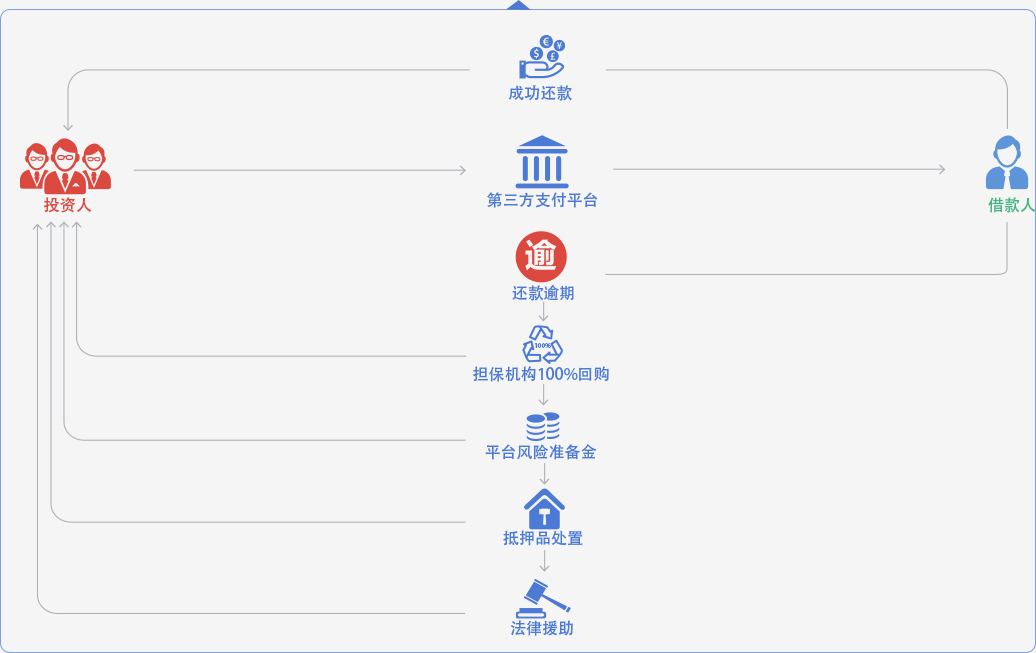 成功还款
投资人
第三方支付平台
借款人
逾
还款逾期
100%
担保机构100%回购
平台风险准备金
抵押品处置
法律援助